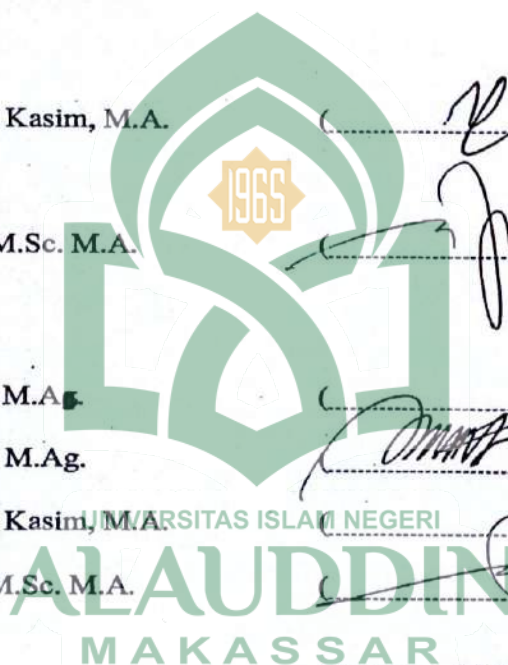 Kasim, M.A. (
1965
M.Sc. M.A. (
M.Ag. (
M.Ag. (
Kasim, M.A. (
UNIVERSITAS ISLAM NEGERI
M.Sc. M.A. (
ALAUDDIN
MAKASSAR